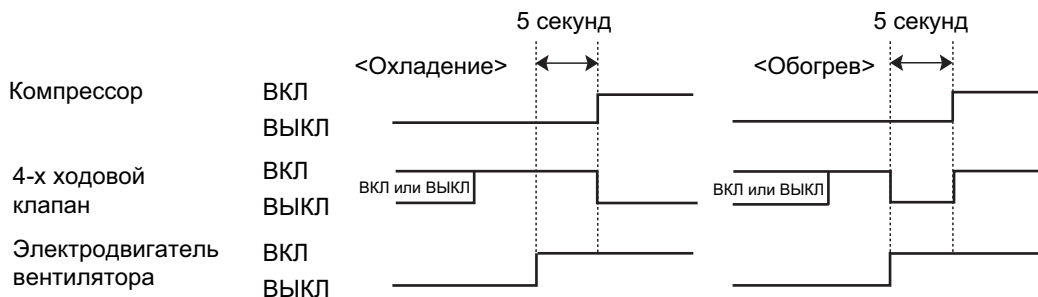 5 секунд 5 секунд
<Охладение> <Обогрев>
Компрессор ВКЛ
ВЫКЛ
4-х ходовой клапан ВКЛ
ВЫКЛ
ВКЛ или ВЫКЛ ВКЛ или ВЫКЛ
Электродвигатель вентилятора ВКЛ
ВЫКЛ